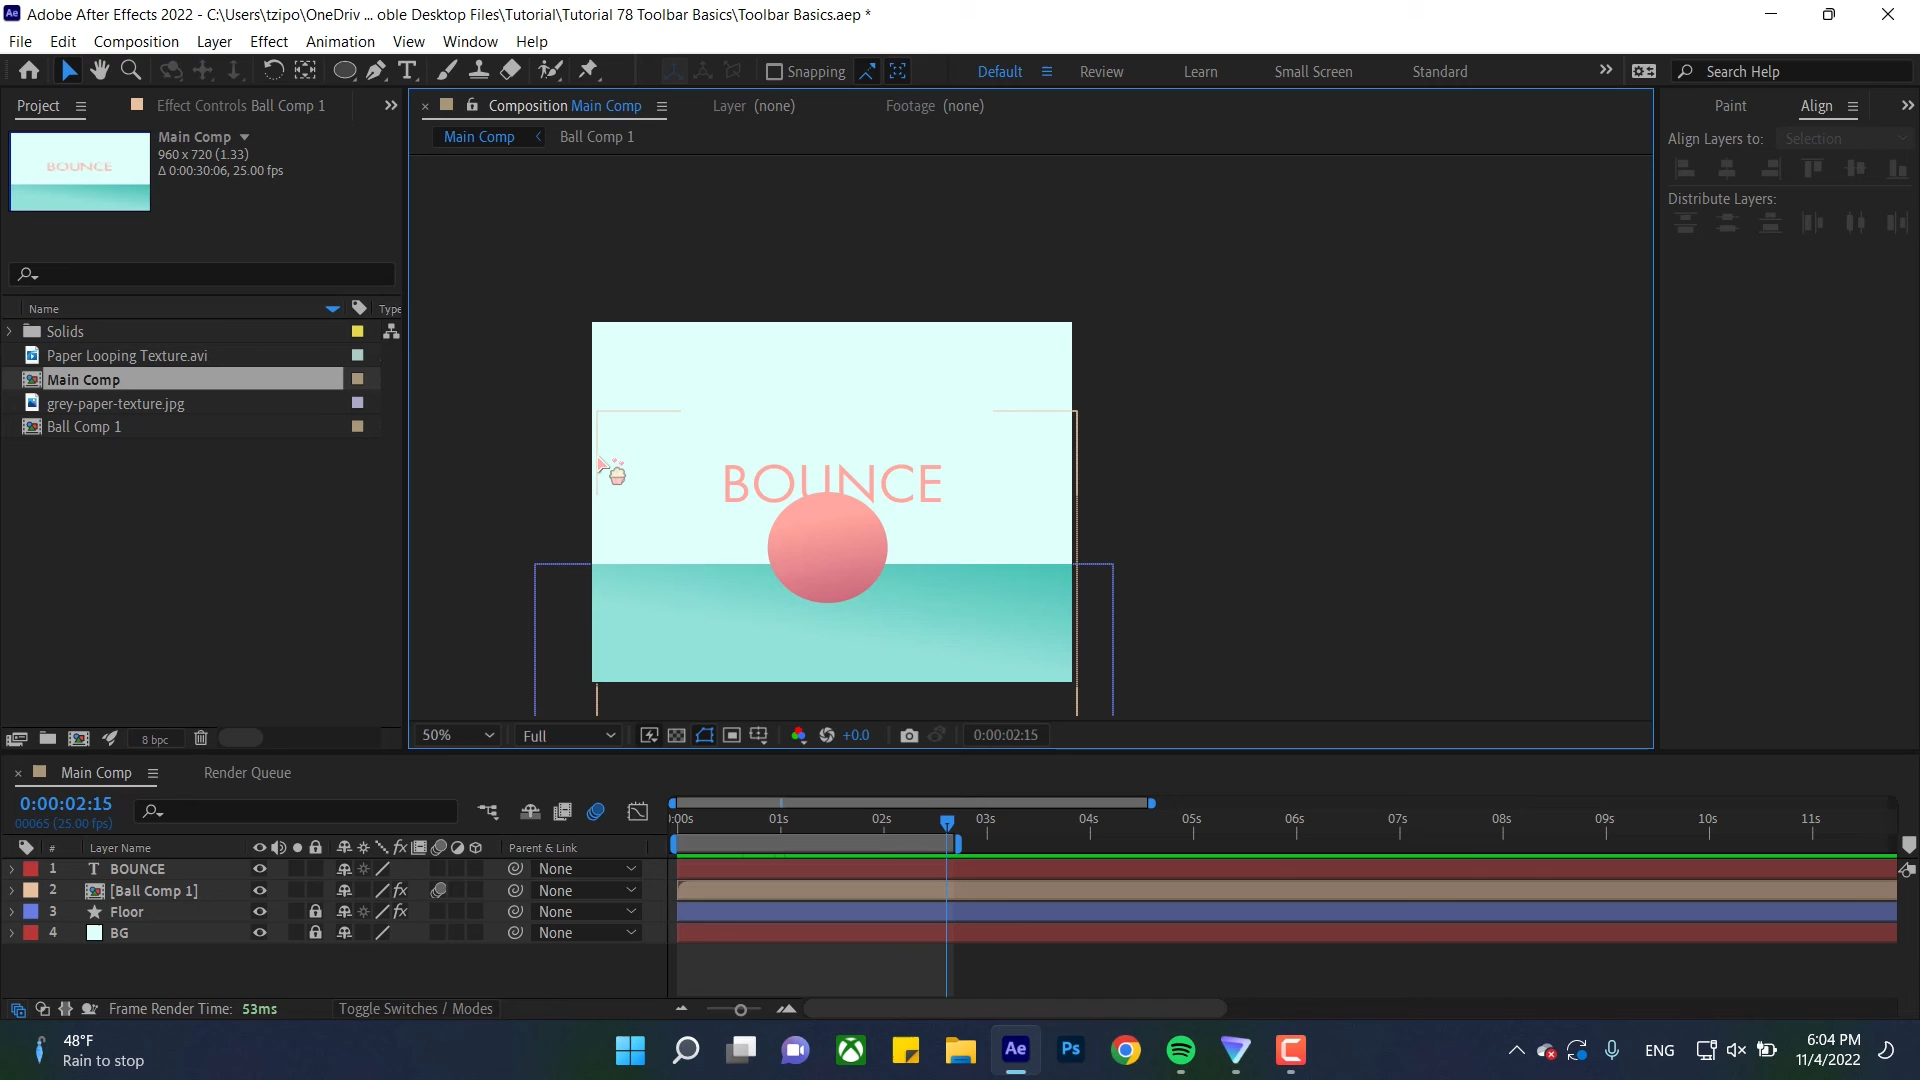 Adobe After Effects 2022 - C:\Users\tzipo\OneDriv ... oble Desktop Files\Tutorial\Tutorial 78 Toolbar Basics\Toolbar Basics.aep *
File Edit Composition Layer Effect Animation View Window Help
Snapping Default Review Learn Small Screen Standard Search Help
Project Effect Controls Ball Comp 1
Composition Main Comp Layer (none) Footage (none)
Paint Align
Main Comp Ball Comp 1
Main Comp
960 x 720 (1.33)
Δ 0:00:30:06, 25.00 fps
BOUNCE
Align Layers to: Selection
Distribute Layers:
Name Type
Solids
Paper Looping Texture.avi
Main Comp
grey-paper-texture.jpg
Ball Comp 1
BOUNCE
8 bpc
50% Full +0.0 0:00:02:15
Main Comp Render Queue
0:00:02:15
00065 (25.00 fps)
):00s 01s 02s 03s 04s 05s 06s 07s 08s 09s 10s 11s
# Layer Name Parent & Link
1 T BOUNCE None
2 [Ball Comp 1] fx None
3 Floor fx None
4 BG None
Frame Render Time: 53ms Toggle Switches / Modes
48°F
Rain to stop
Ae Ps
ENG
6:04 PM
11/4/2022